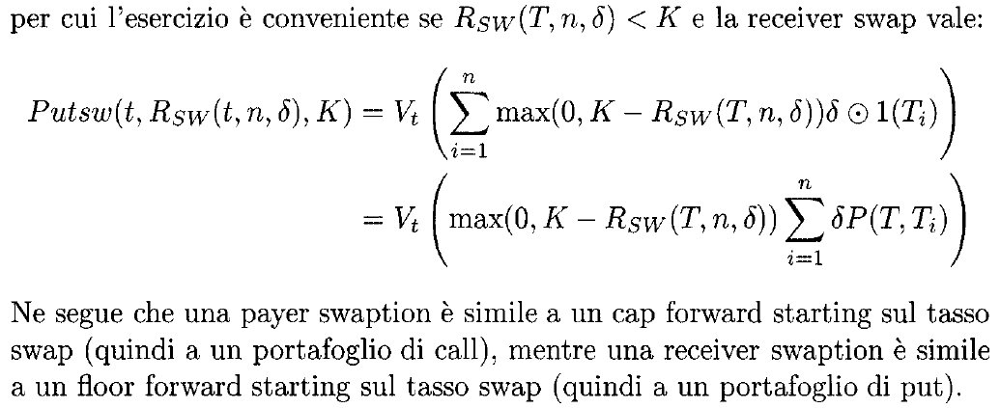 per cui l'esercizio è conveniente se $R_{SW}(T, n, \delta) < K$ e la receiver swap vale:
$Putsw(t, R_{SW}(t, n, \delta), K) = V_t \left( \sum_{i=1}^{n} \max(0, K - R_{SW}(T, n, \delta)) \delta \odot 1(T_i) \right)$
$= V_t \left( \max(0, K - R_{SW}(T, n, \delta)) \sum_{i=1}^{n} \delta P(T, T_i) \right)$
Ne segue che una payer swaption è simile a un cap forward starting sul tasso
swap (quindi a un portafoglio di call), mentre una receiver swaption è simile
a un floor forward starting sul tasso swap (quindi a un portafoglio di put).